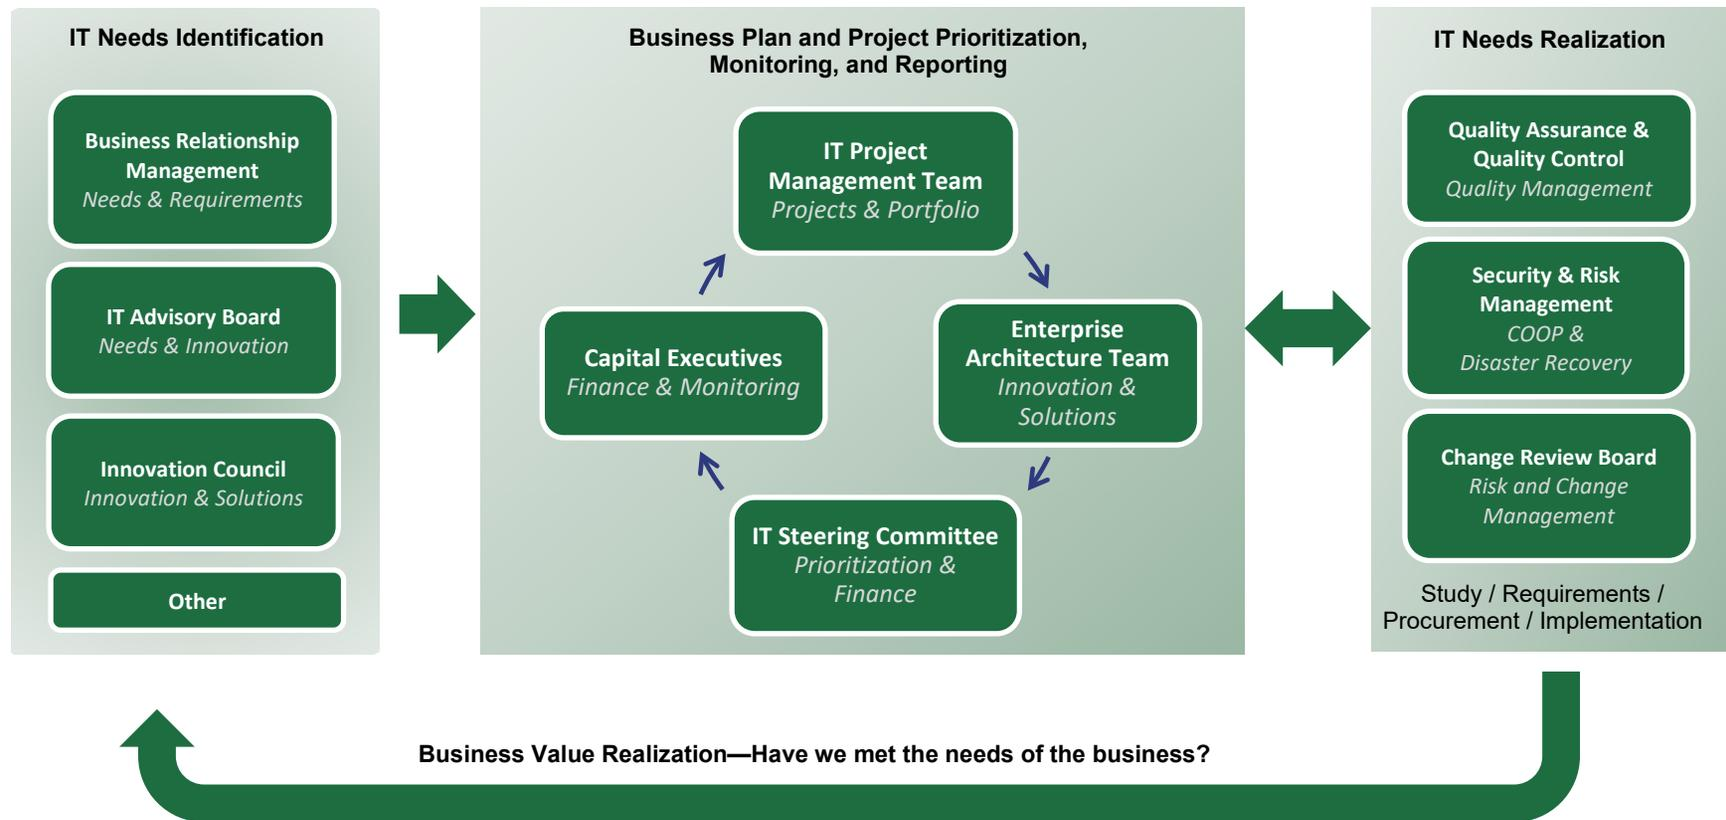 IT Needs Identification
Business Relationship
Management
Needs & Requirements
IT Advisory Board
Needs & Innovation
Innovation Council
Innovation & Solutions
Other
Business Plan and Project Prioritization,
Monitoring, and Reporting
IT Project
Management Team
Projects & Portfolio
Enterprise
Architecture Team
Innovation &
Solutions
IT Steering Committee
Prioritization &
Finance
Capital Executives
Finance & Monitoring
IT Needs Realization
Quality Assurance &
Quality Control
Quality Management
Security & Risk
Management
COOP &
Disaster Recovery
Change Review Board
Risk and Change
Management
Study / Requirements /
Procurement / Implementation
Business Value Realization—Have we met the needs of the business?